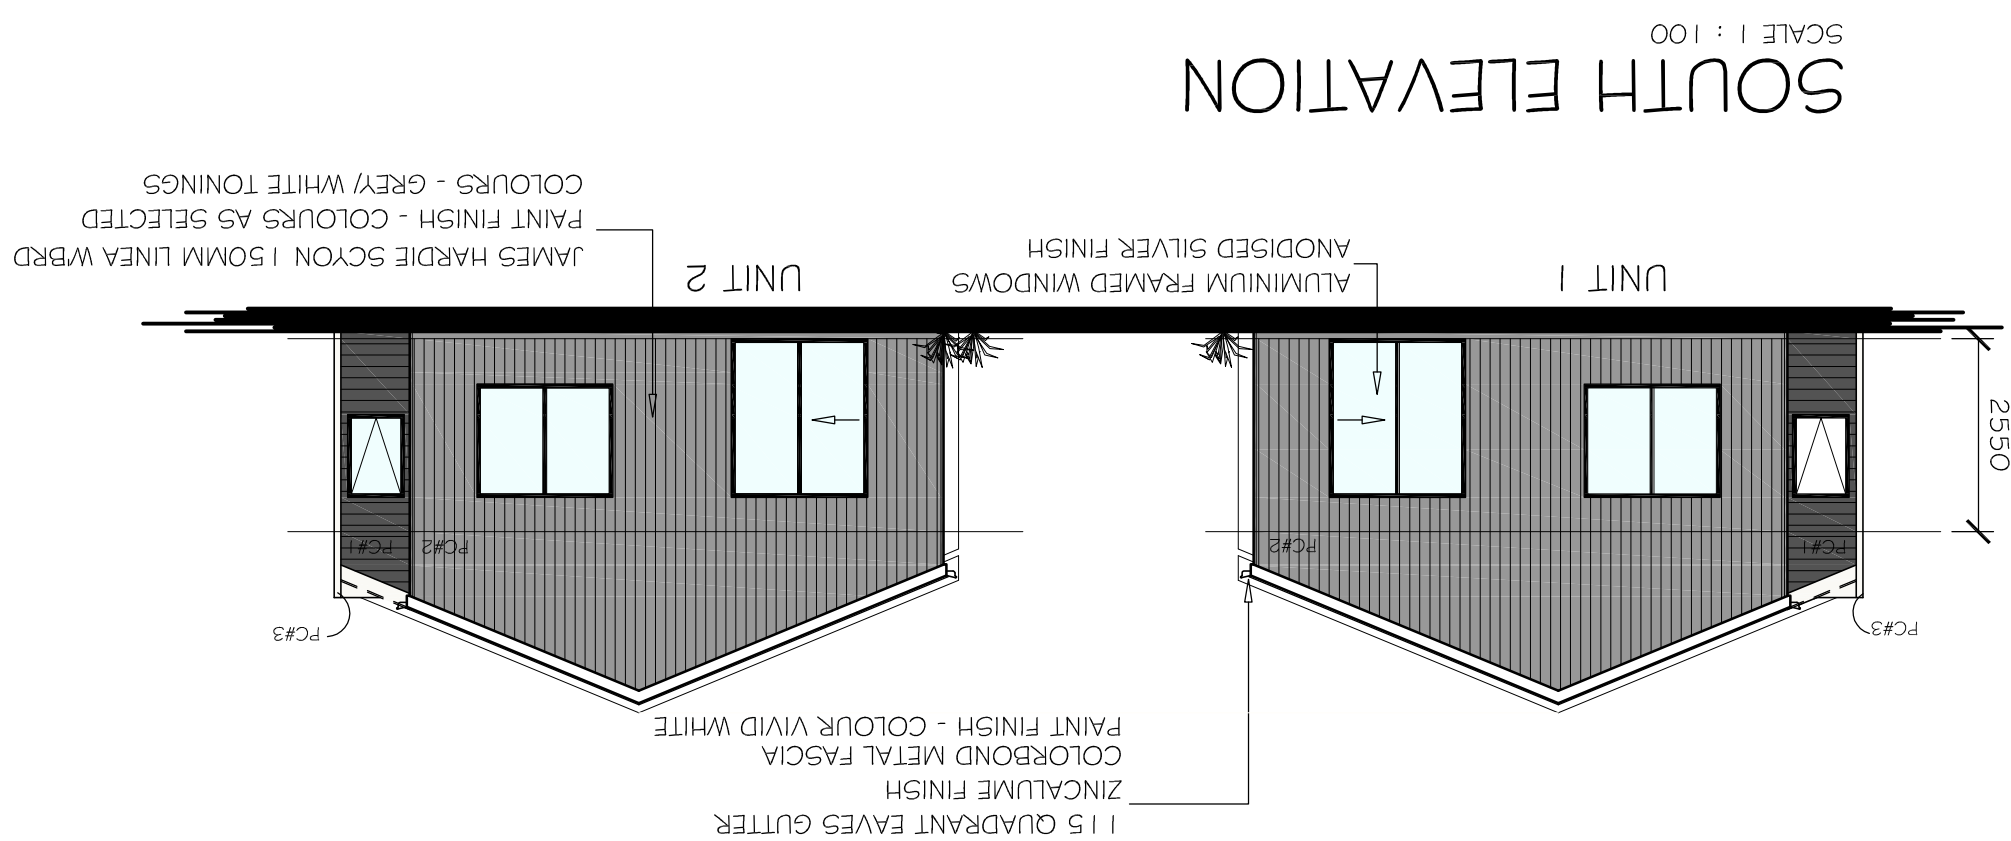 115 QUADRANT EAVES GUTTER
ZINCALUME FINISH
COLORBOND METAL FASCIA
PAINT FINISH - COLOUR VIVID WHITE
PC#3
PC#3
PC#1
PC#2
PC#2
PC#1
2550
UNIT 1
ALUMINIUM FRAMED WINDOWS
ANODISED SILVER FINISH
UNIT 2
JAMES HARDIE SCYON 150MM LINEA W'BRD
PAINT FINISH - COLOURS AS SELECTED
COLOURS - GREY/ WHITE TONINGS
SOUTH ELEVATION
SCALE 1 : 100